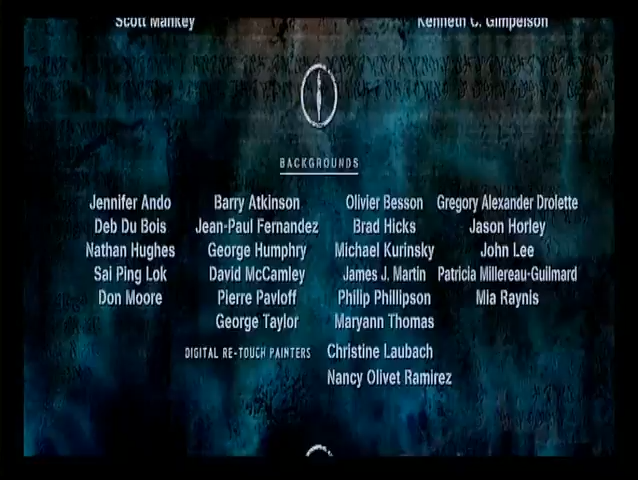 Scott Mankey Kenneth C. Gimpelson
BACKGROUNDS
Jennifer Ando Barry Atkinson Olivier Besson Gregory Alexander Drolette
Deb Du Bois Jean-Paul Fernandez Brad Hicks Jason Horley
Nathan Hughes George Humphry Michael Kurinsky John Lee
Sai Ping Lok David McCamley James J. Martin Patricia Millereau-Guilmard
Don Moore Pierre Pavloff Philip Phillipson Mia Raynis
George Taylor Maryann Thomas
DIGITAL RE-TOUCH PAINTERS Christine Laubach
Nancy Olivet Ramirez